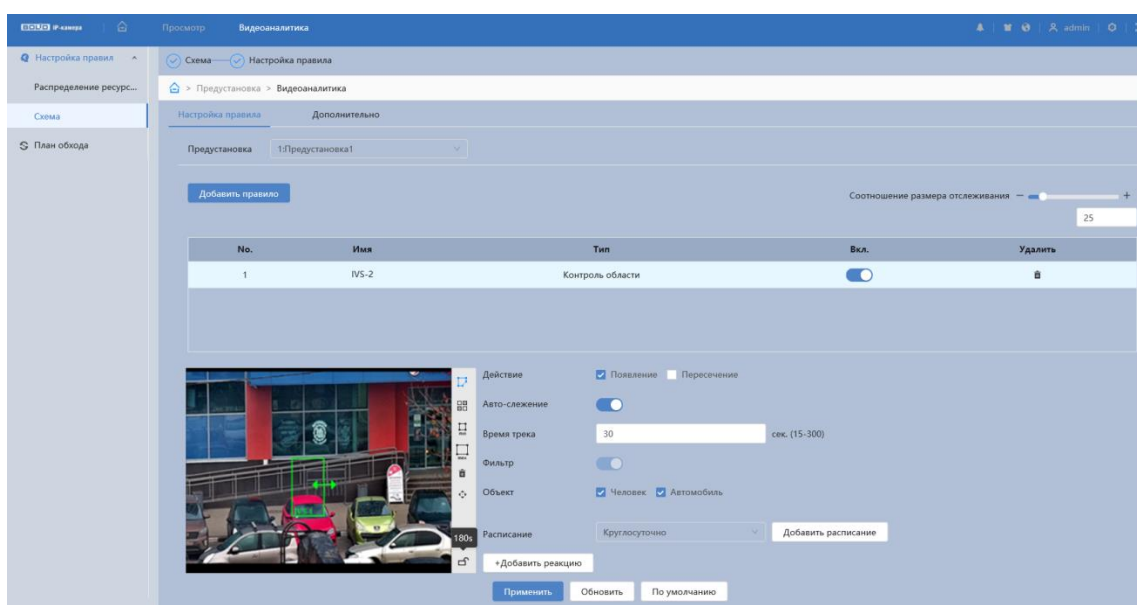 BOLID IP-камера Просмотр Видеоаналитика admin
Настройка правил
Распределение ресурс...
Схема
План обхода
Схема Настройка правила
> Предустановка > Видеоаналитика
Настройка правила Дополнительно
Предустановка 1:Предустановка1
Добавить правило Соотношение размера отслеживания − +
25
No. Имя Тип Вкл. Удалить
1 IVS-2 Контроль области
Действие Появление Пересечение
Авто-слежение
Время трека 30 сек. (15-300)
Фильтр
Объект Человек Автомобиль
180s
Расписание Круглосуточно Добавить расписание
+Добавить реакцию
Применить Обновить По умолчанию